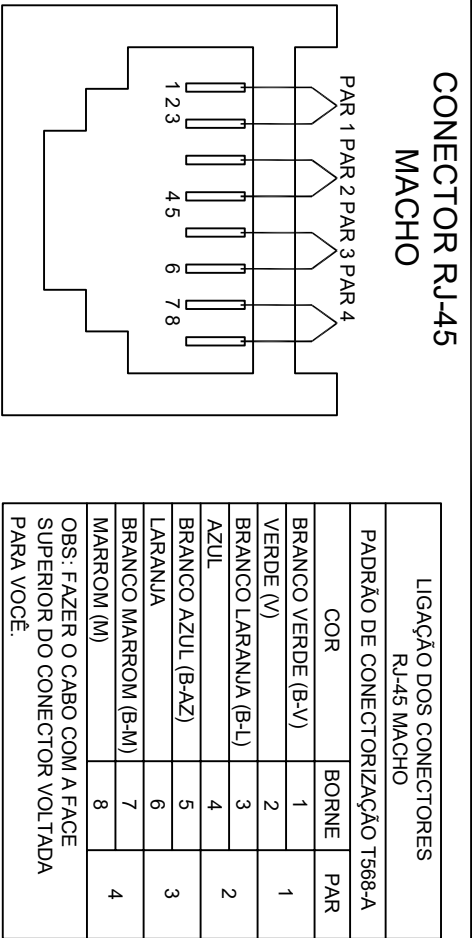 CONECTOR RJ-45
MACHO
PAR 1 PAR 2 PAR 3 PAR 4
1 2 3 4 5 6 7 8
LIGAÇÃO DOS CONECTORES
RJ-45 MACHO
PADRÃO DE CONECTORIZAÇÃO T568-A
COR BORNE PAR
BRANCO VERDE (B-V) 1 1
VERDE (V) 2
BRANCO LARANJA (B-L) 3 2
AZUL 4
BRANCO AZUL (B-AZ) 5 3
LARANJA 6
BRANCO MARROM (B-M) 7 4
MARROM (M) 8
OBS: FAZER O CABO COM A FACE
SUPERIOR DO CONECTOR VOLTADA
PARA VOCÊ.